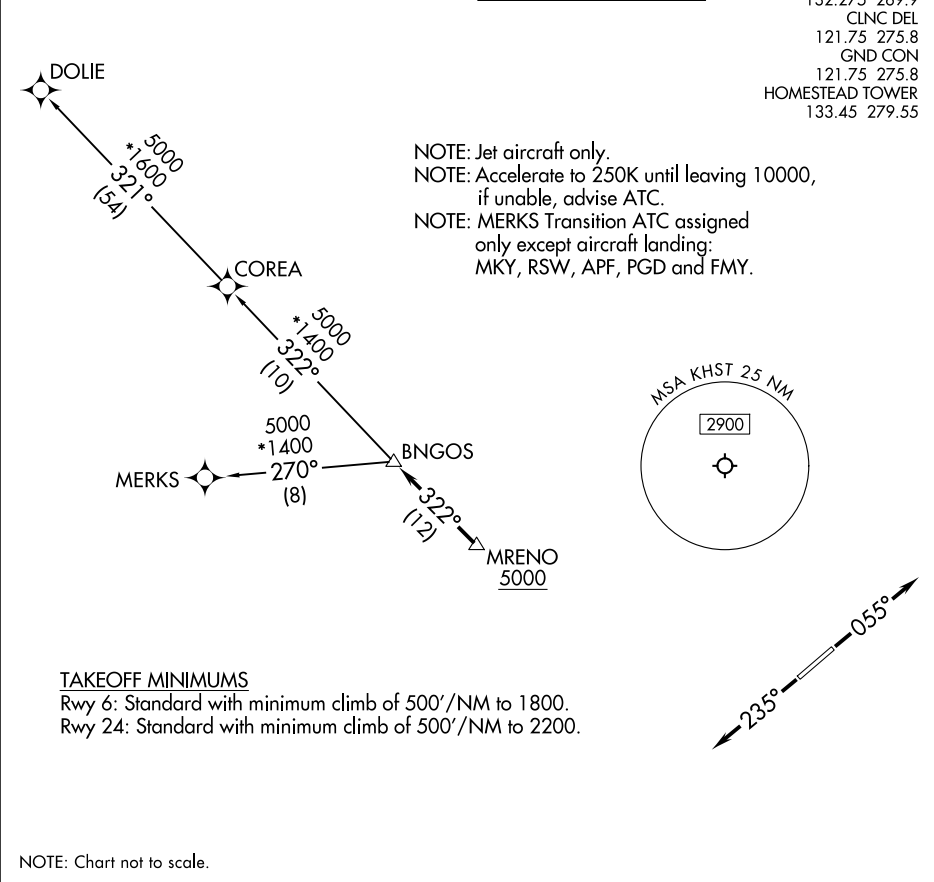 CLNC DEL
121.75 275.8
GND CON
121.75 275.8
HOMESTEAD TOWER
133.45 279.55
DOLIE
5000
*1600
321°
(54)
NOTE: Jet aircraft only.
NOTE: Accelerate to 250K until leaving 10000,
if unable, advise ATC.
NOTE: MERKS Transition ATC assigned
only except aircraft landing:
MKY, RSW, APF, PGD and FMY.
COREA
5000
*1400
322°
(10)
MSA KHST 25 NM
2900
5000
*1400
270°
(8)
BNGOS
MERKS
322°
(12)
MRENO
5000
055°
235°
TAKEOFF MINIMUMS
Rwy 6: Standard with minimum climb of 500'/NM to 1800.
Rwy 24: Standard with minimum climb of 500'/NM to 2200.
NOTE: Chart not to scale.